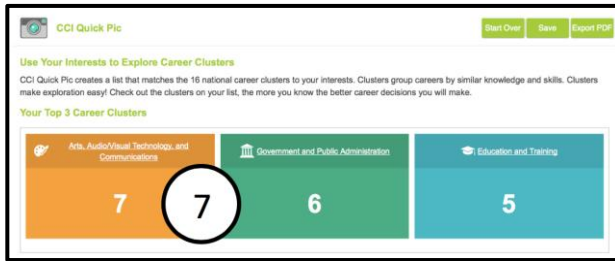 CCI Quick Pic
Start Over Save Export PDF
Use Your Interests to Explore Career Clusters
CCI Quick Pic creates a list that matches the 16 national career clusters to your interests. Clusters group careers by similar knowledge and skills. Clusters
make exploration easy! Check out the clusters on your list, the more you know the better career decisions you will make.
Your Top 3 Career Clusters
Arts, Audio/Visual Technology, and
Communications
Government and Public Administration
Education and Training
7 7 6 5